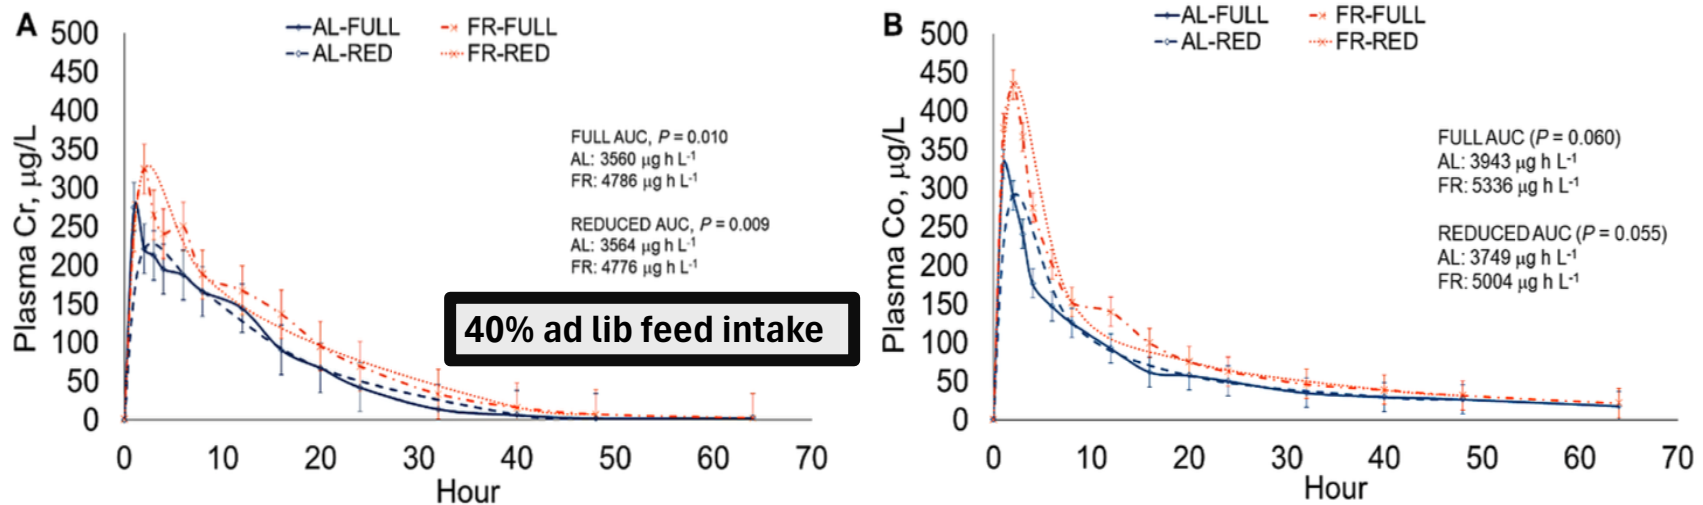 A
AL-FULL
FR-FULL
AL-RED
FR-RED
Plasma Cr, µg/L
500
450
400
350
300
250
200
150
100
50
0
FULL AUC, P = 0.010
AL: 3560 µg h L-1
FR: 4786 µg h L-1
REDUCED AUC, P = 0.009
AL: 3564 µg h L-1
FR: 4776 µg h L-1
40% ad lib feed intake
0 10 20 30 40 50 60 70
Hour
B
AL-FULL
FR-FULL
AL-RED
FR-RED
Plasma Co, µg/L
500
450
400
350
300
250
200
150
100
50
0
FULL AUC (P = 0.060)
AL: 3943 µg h L-1
FR: 5336 µg h L-1
REDUCED AUC (P = 0.055)
AL: 3749 µg h L-1
FR: 5004 µg h L-1
0 10 20 30 40 50 60 70
Hour